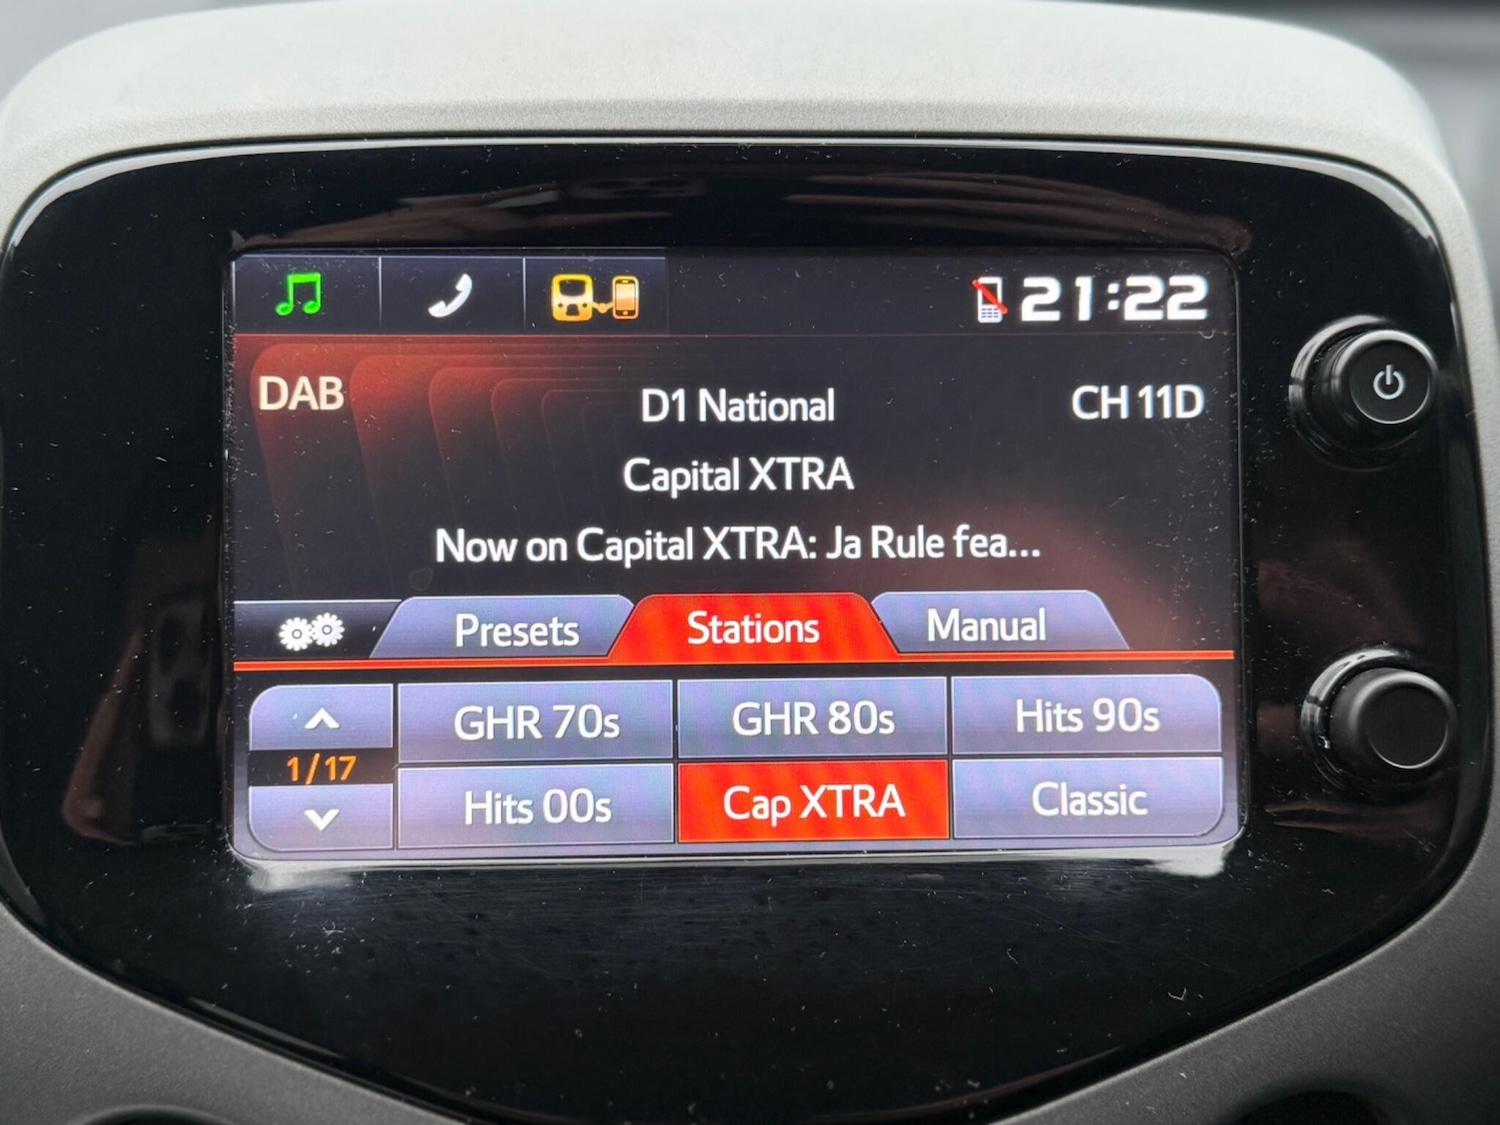 21:22
DAB
D1 National
CH 11D
Capital XTRA
Now on Capital XTRA: Ja Rule fea...
Presets
Stations
Manual
GHR 70s
GHR 80s
Hits 90s
1/17
Hits 00s
Cap XTRA
Classic